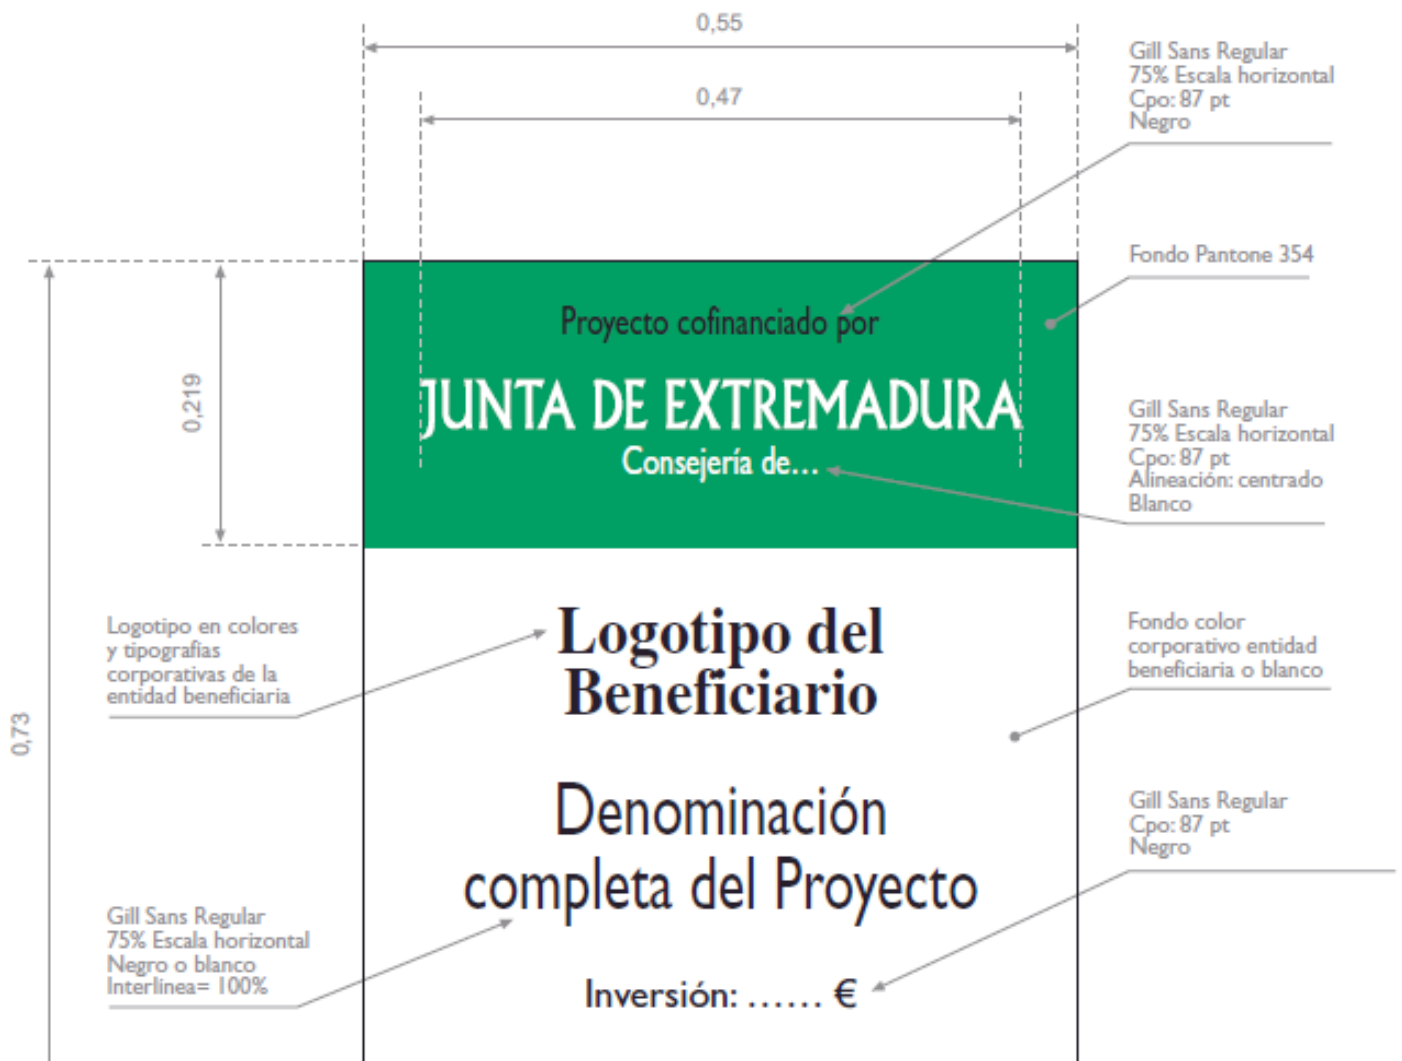 0,55
0,47
Gill Sans Regular
75% Escala horizontal
Cpo: 87 pt
Negro
Fondo Pantone 354
Proyecto cofinanciado por
JUNTA DE EXTREMADURA
Consejería de...
0,219
Gill Sans Regular
75% Escala horizontal
Cpo: 87 pt
Alineación: centrado
Blanco
Logotipo en colores
y tipografías
corporativas de la
entidad beneficiaria
Logotipo del
Beneficiario
Fondo color
corporativo entidad
beneficiaria o blanco
0,73
Denominación
completa del Proyecto
Gill Sans Regular
Cpo: 87 pt
Negro
Gill Sans Regular
75% Escala horizontal
Negro o blanco
Interlinea= 100%
Inversión: ...... €